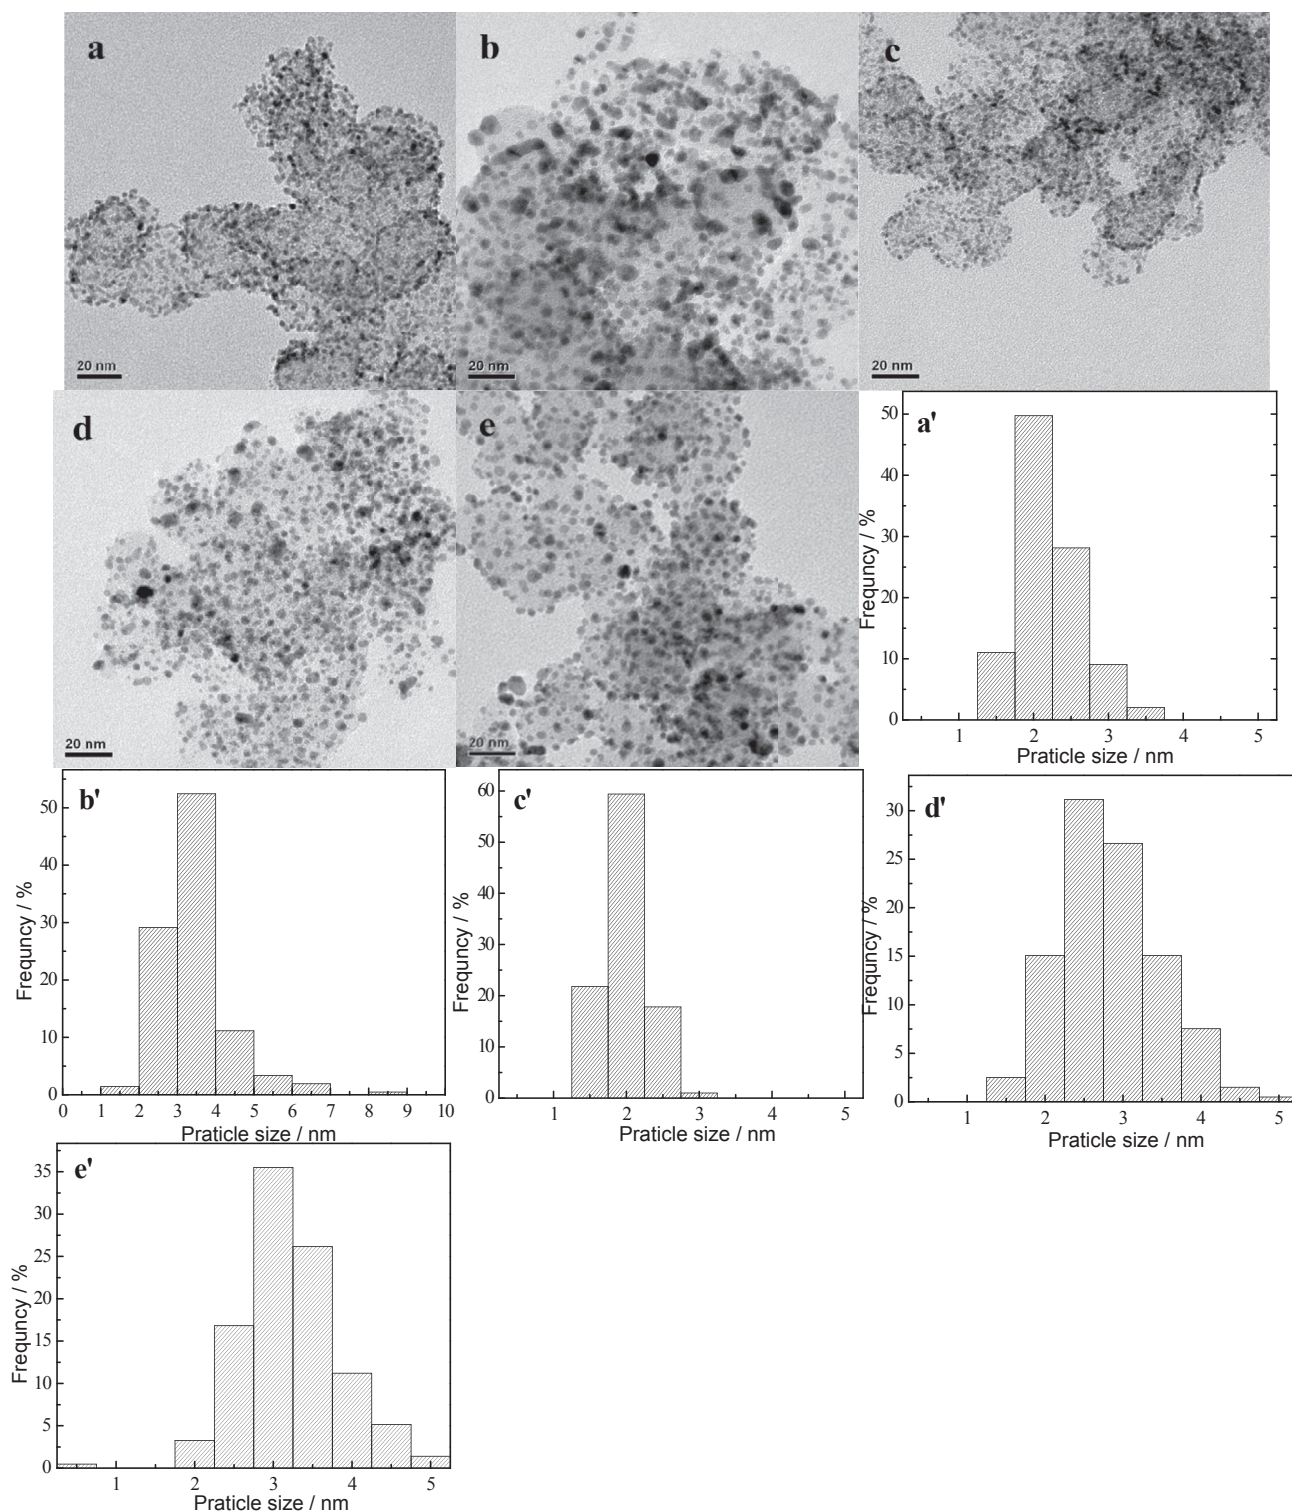 a
b
c
20 nm
20 nm
20 nm
d
e
20 nm
20 nm
a'
50
40
30
20
10
0
Frequncy / %
1 2 3 4 5
Praticle size / nm
b'
50
40
30
20
10
0
Frequncy / %
0 1 2 3 4 5 6 7 8 9 10
Praticle size / nm
c'
60
50
40
30
20
10
0
Frequncy / %
1 2 3 4 5
Praticle size / nm
d'
30
25
20
15
10
5
0
Frequncy / %
1 2 3 4 5
Praticle size / nm
e'
35
30
25
20
15
10
5
0
Frequncy / %
1 2 3 4 5
Praticle size / nm